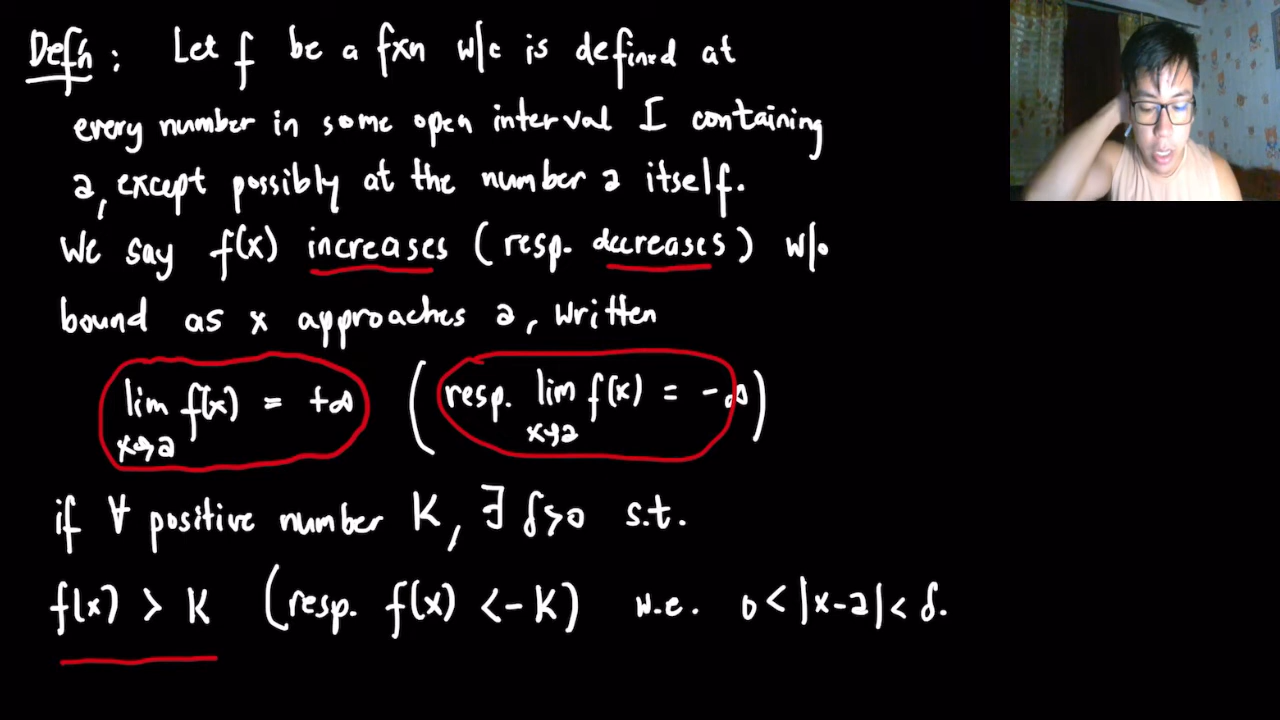 Def'n: Let f be a fxn w/c is defined at
every number in some open interval I containing
a, except possibly at the number a itself.
We say f(x) increases (resp. decreases) w/o
bound as x approaches a, written
lim f(x) = +∞ (resp. lim f(x) = -∞)
x→a x→a
if ∀ positive number K, ∃ δ>0 s.t.
f(x) > K (resp. f(x) <-K) w.e. 0 < |x-a| < δ.